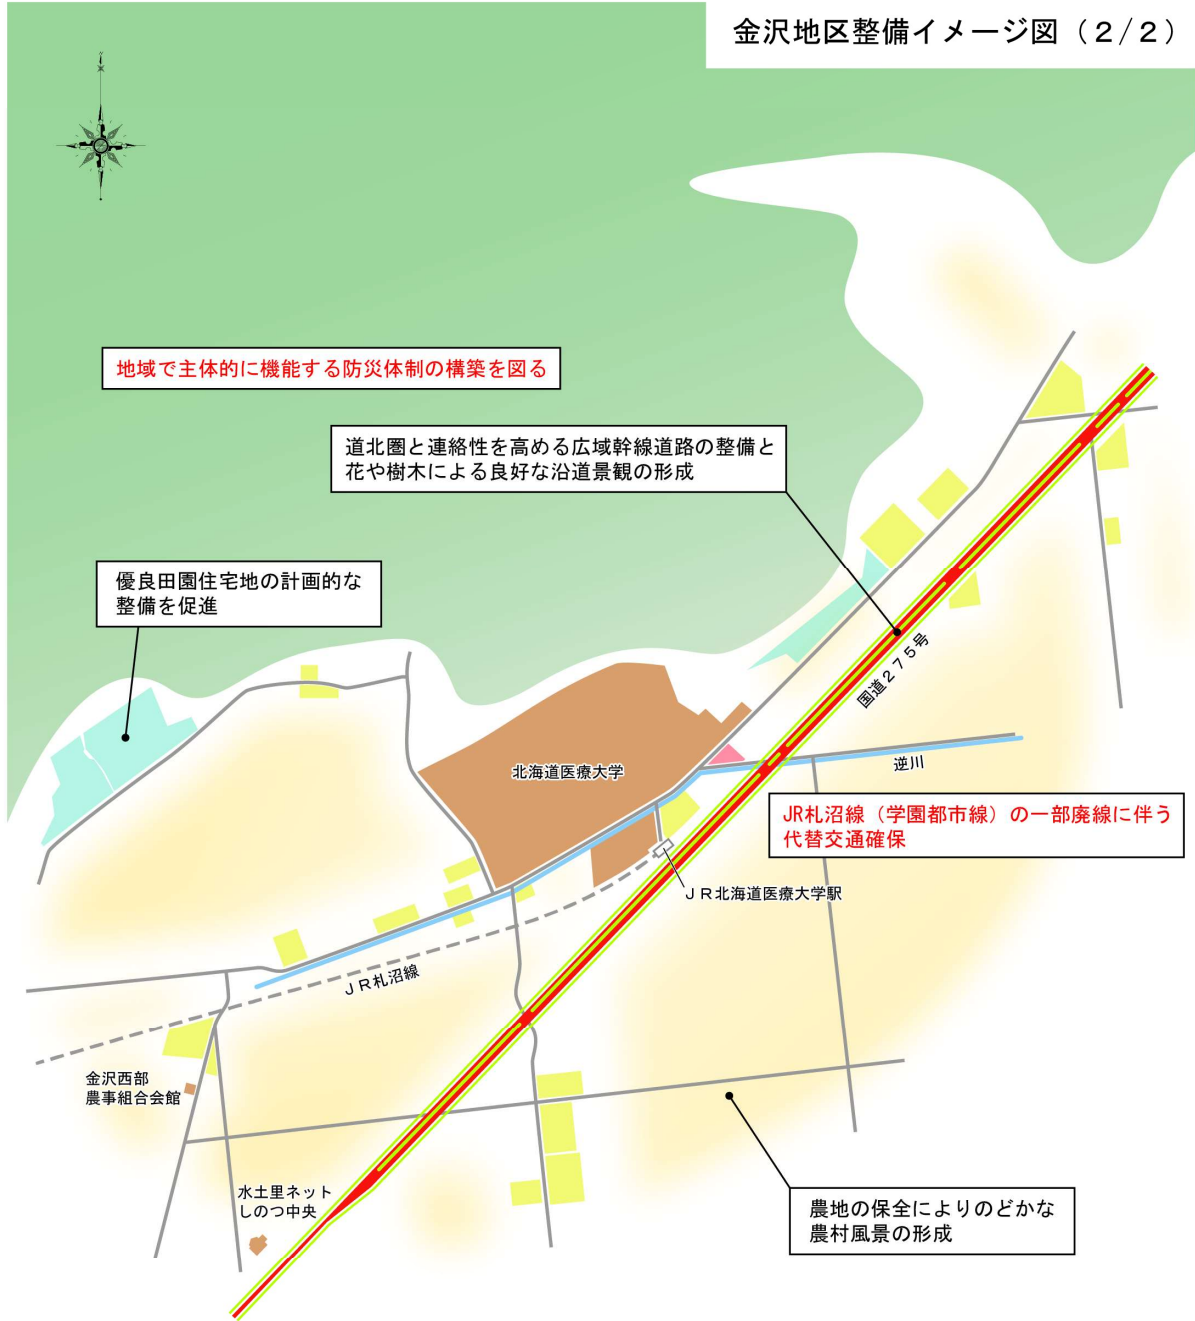 金沢地区整備イメージ図（２/２）
地域で主体的に機能する防災体制の構築を図る
道北圏と連絡性を高める広域幹線道路の整備と
花や樹木による良好な沿道景観の形成
優良田園住宅地の計画的な
整備を促進
国道２７５号
北海道医療大学
逆川
JR札沼線（学園都市線）の一部廃線に伴う
代替交通確保
ＪＲ北海道医療大学駅
ＪＲ札沼線
金沢西部
農事組合会館
水土里ネット
しのつ中央
農地の保全によりのどかな
農村風景の形成